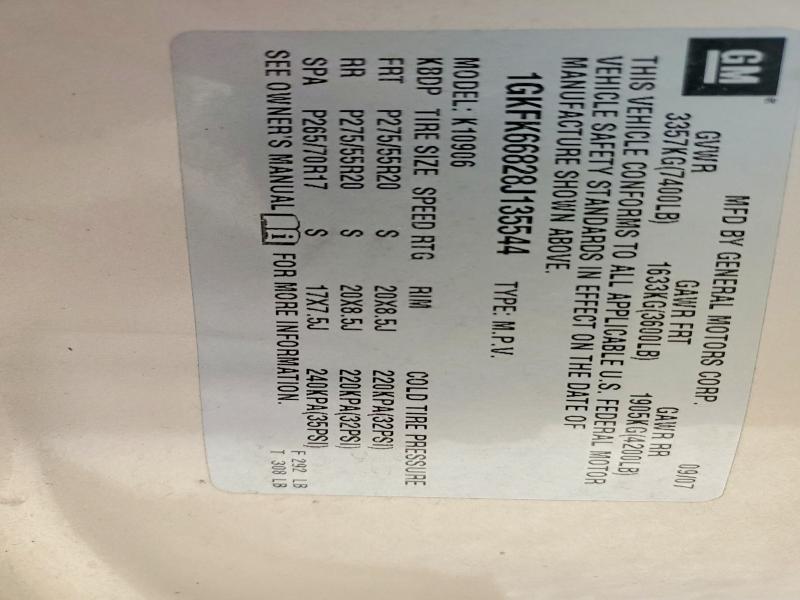 GM
MFD BY GENERAL MOTORS CORP. 09/07
GVWR GAWR FRT GAWR RR
3357KG(7400LB) 1633KG(3600LB) 1905KG(4200LB)
THIS VEHICLE CONFORMS TO ALL APPLICABLE U.S. FEDERAL MOTOR
VEHICLE SAFETY STANDARDS IN EFFECT ON THE DATE OF
MANUFACTURE SHOWN ABOVE.
1GKFK66828J135544 TYPE: M.P.V.
MODEL: K10906
K8DP TIRE SIZE SPEED RTG RIM COLD TIRE PRESSURE
FRT P275/55R20 S 20X8.5J 220KPA(32PSI)
RR P275/55R20 S 20X8.5J 220KPA(32PSI)
SPA P265/70R17 S 17X7.5J 240KPA(35PSI)
SEE OWNER'S MANUAL i FOR MORE INFORMATION.
F 292 LB
T 308 LB